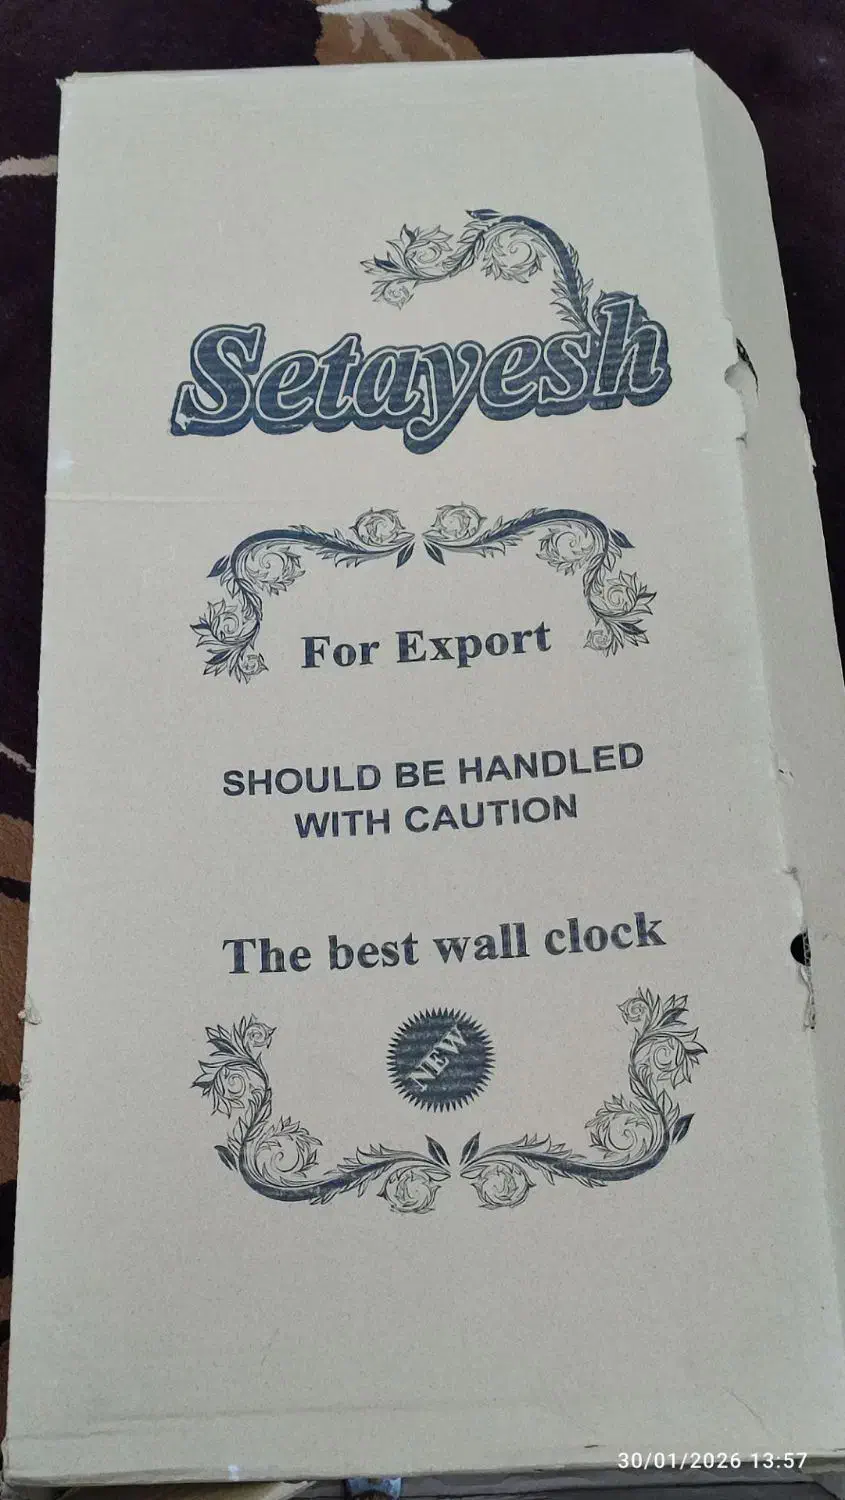 Setayesh
For Export
SHOULD BE HANDLED
WITH CAUTION
The best wall clock
NEW
30/01/2026 13:57